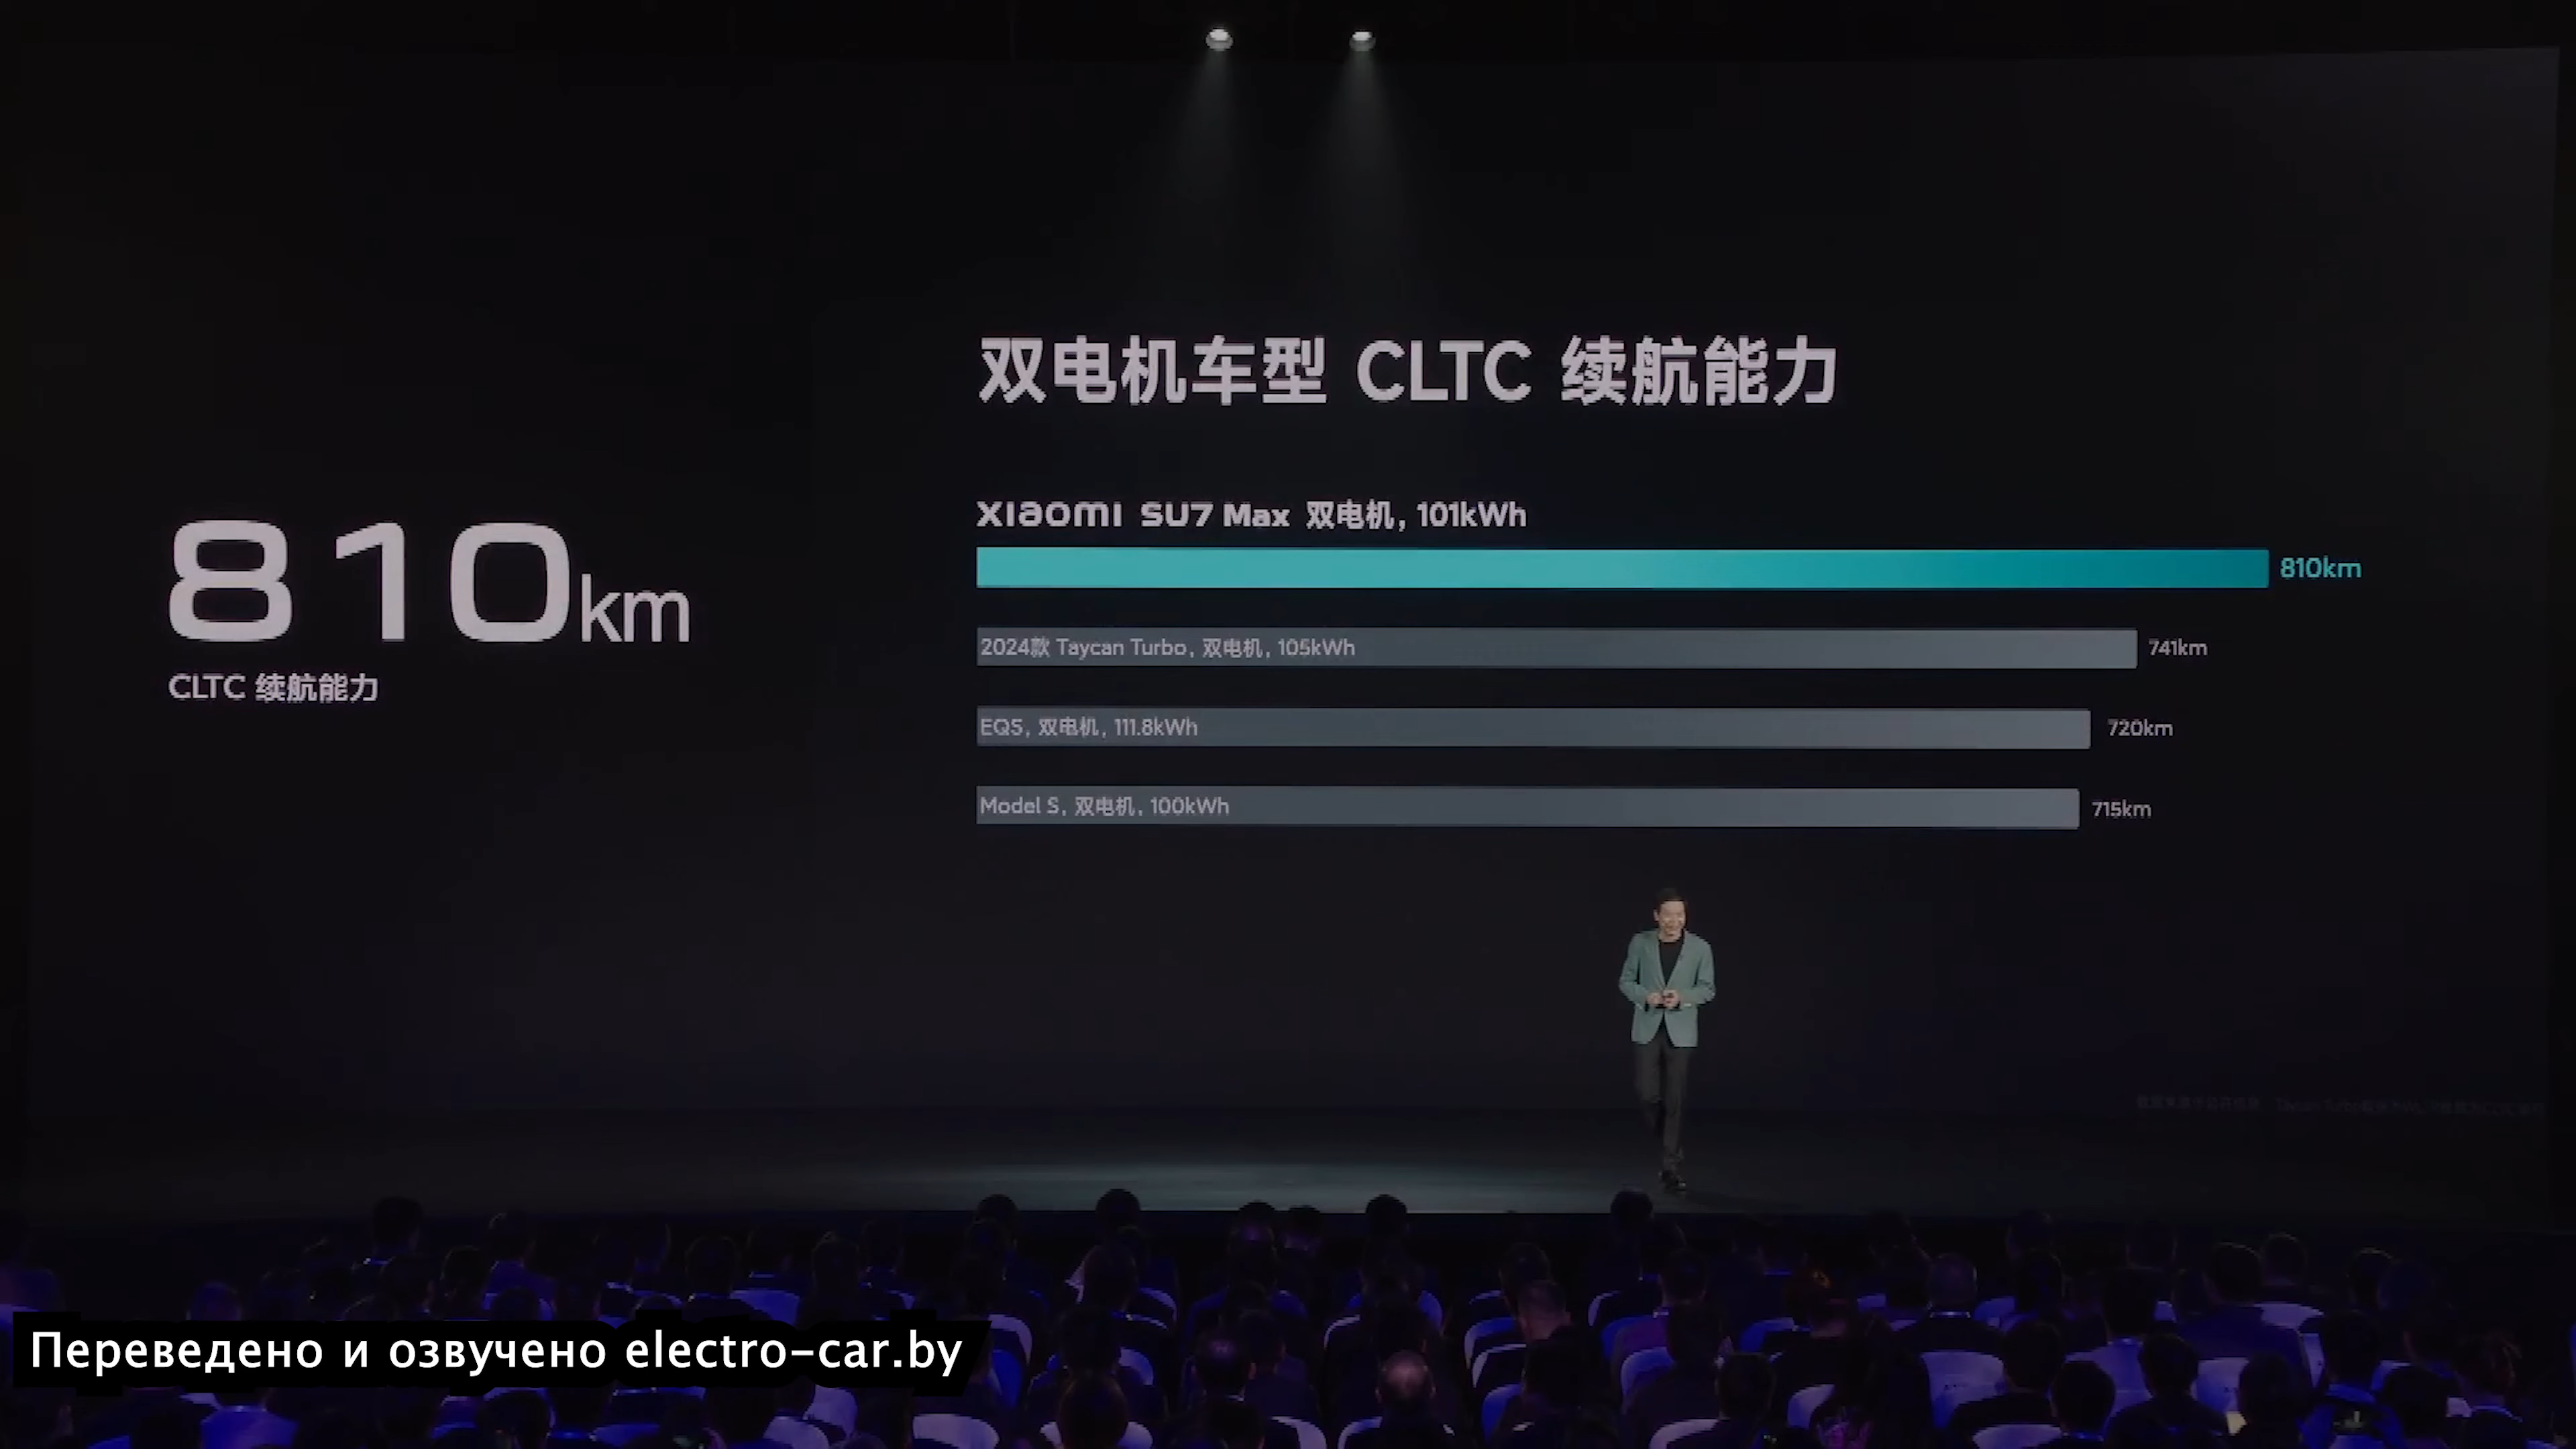 双电机车型 CLTC 续航能力
810km
CLTC 续航能力
XIAOMI SU7 Max 双电机, 101kWh
810km
2024款 Taycan Turbo, 双电机, 105kWh
741km
EQS, 双电机, 111.8kWh
720km
Model S, 双电机, 100kWh
715km
Переведено и озвучено electro-car.by